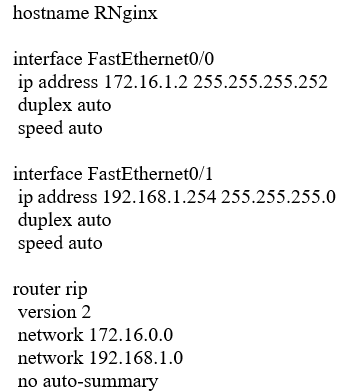 hostname RNginx
interface FastEthernet0/0
ip address 172.16.1.2 255.255.255.252
duplex auto
speed auto
interface FastEthernet0/1
ip address 192.168.1.254 255.255.255.0
duplex auto
speed auto
router rip
version 2
network 172.16.0.0
network 192.168.1.0
no auto-summary